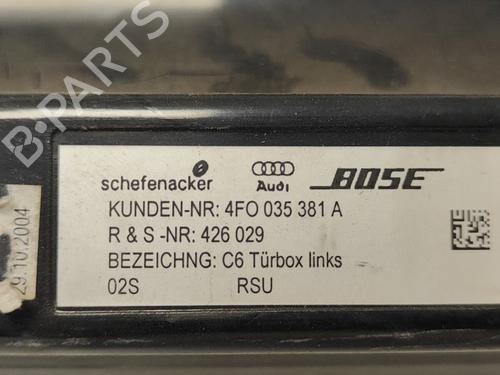 B-PARTS
schefenacker Audi BOSE
KUNDEN-NR: 4FO 035 381 A
R & S -NR: 426 029
BEZEICHNG: C6 Türbox links
02S RSU
29.10.2004